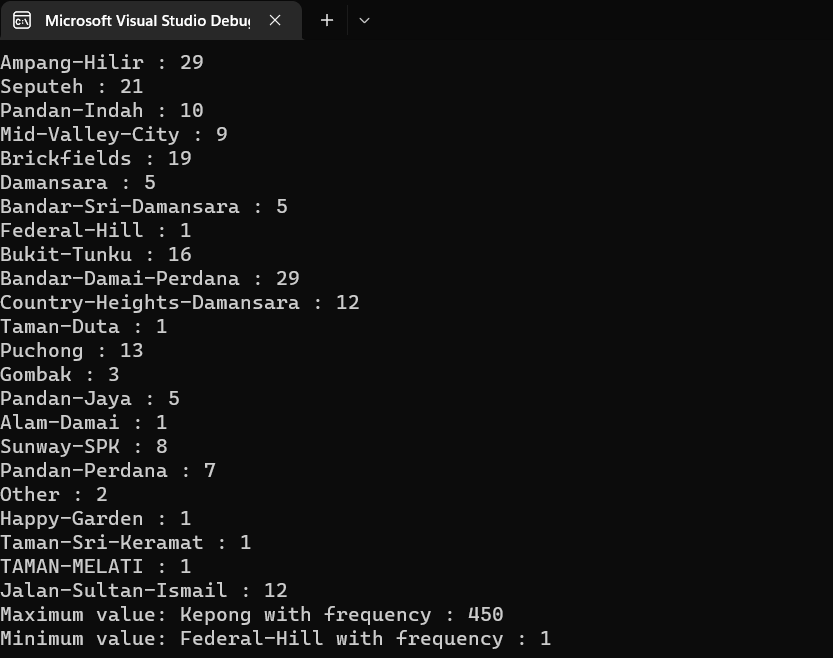 Microsoft Visual Studio Debug
Ampang-Hilir : 29
Seputeh : 21
Pandan-Indah : 10
Mid-Valley-City : 9
Brickfields : 19
Damansara : 5
Bandar-Sri-Damansara : 5
Federal-Hill : 1
Bukit-Tunku : 16
Bandar-Damai-Perdana : 29
Country-Heights-Damansara : 12
Taman-Duta : 1
Puchong : 13
Gombak : 3
Pandan-Jaya : 5
Alam-Damai : 1
Sunway-SPK : 8
Pandan-Perdana : 7
Other : 2
Happy-Garden : 1
Taman-Sri-Keramat : 1
TAMAN-MELATI : 1
Jalan-Sultan-Ismail : 12
Maximum value: Kepong with frequency : 450
Minimum value: Federal-Hill with frequency : 1